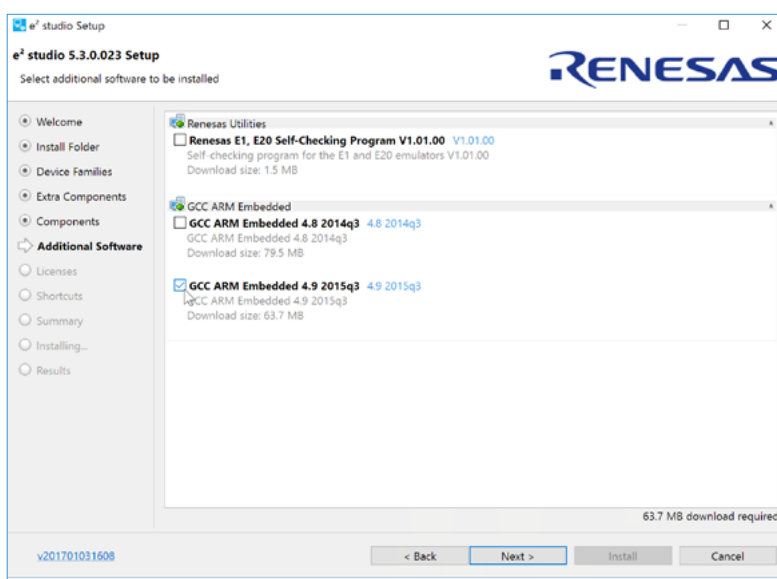 e² studio Setup
e² studio 5.3.0.023 Setup
Select additional software to be installed
RENESAS
Welcome
Install Folder
Device Families
Extra Components
Components
Additional Software
Licenses
Shortcuts
Summary
Installing...
Results
Renesas Utilities
Renesas E1, E20 Self-Checking Program V1.01.00 V1.01.00
Self-checking program for the E1 and E20 emulators V1.01.00
Download size: 1.5 MB
GCC ARM Embedded
GCC ARM Embedded 4.8 2014q3 4.8 2014q3
GCC ARM Embedded 4.8 2014q3
Download size: 79.5 MB
GCC ARM Embedded 4.9 2015q3 4.9 2015q3
GCC ARM Embedded 4.9 2015q3
Download size: 63.7 MB
63.7 MB download required
v201701031608
< Back
Next >
Install
Cancel